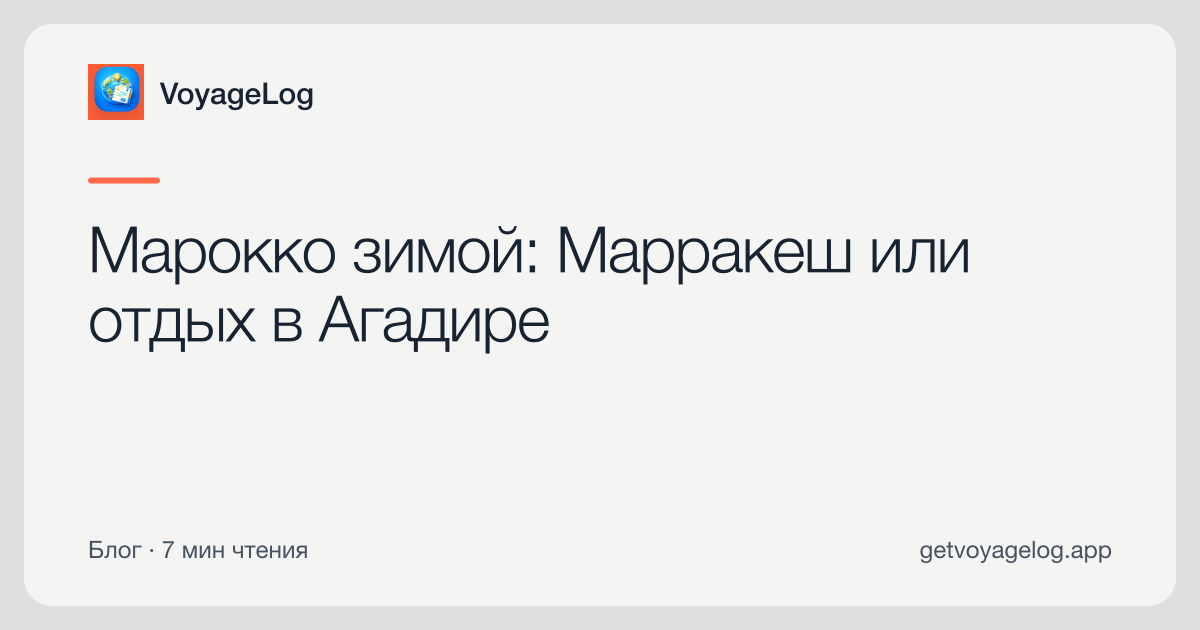 VoyageLog
Марокко зимой: Марракеш или
отдых в Агадире
Блог · 7 мин чтения
getvoyagelog.app